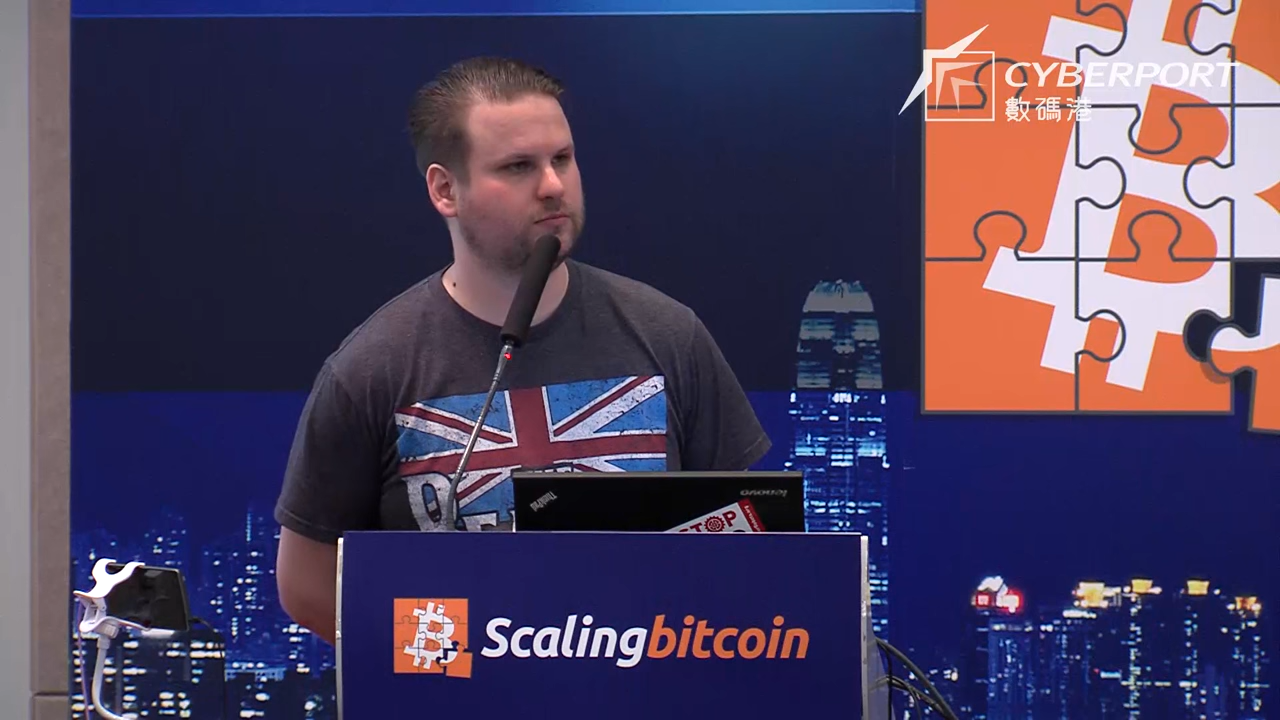 CYBERPORT
數碼港
lenovo
ThinkPad
STOP
Scalingbitcoin